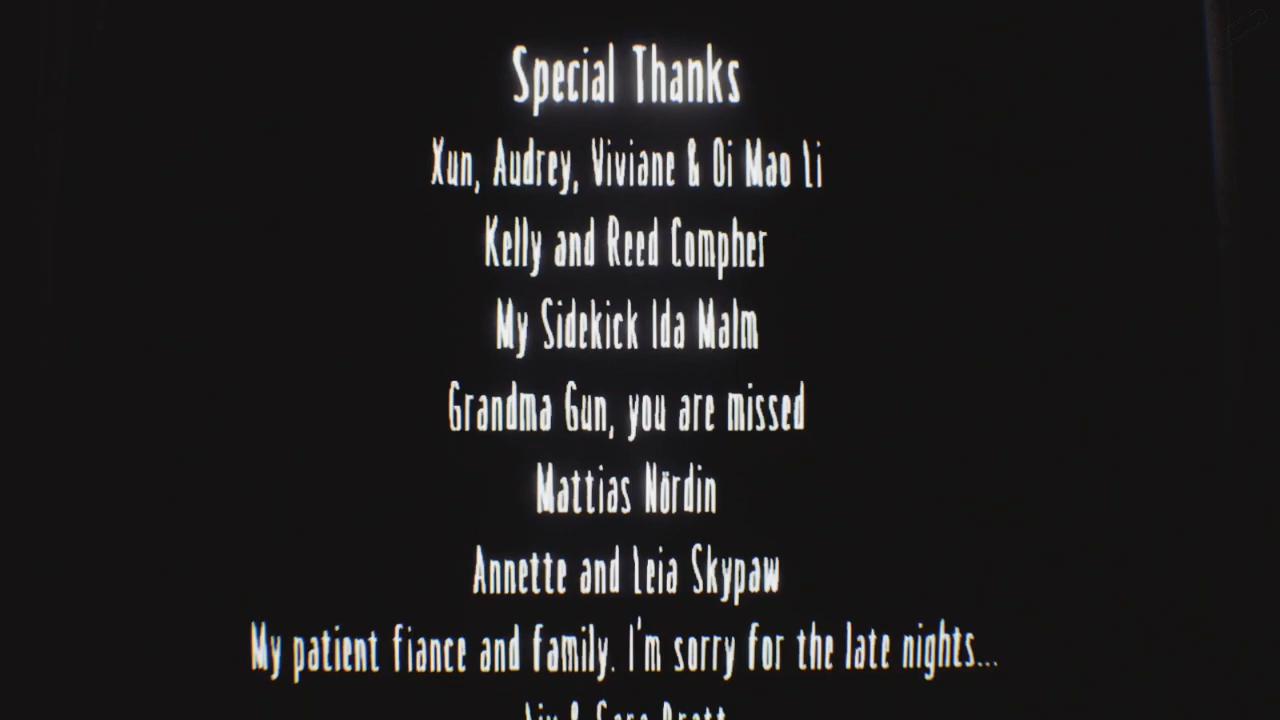 Special Thanks
Xun, Audrey, Viviane & Oi Mao Li
Kelly and Reed Compher
My Sidekick Ida Malm
Grandma Gun, you are missed
Mattias Nördin
Annette and Leia Skypaw
My patient fiance and family. I'm sorry for the late nights...